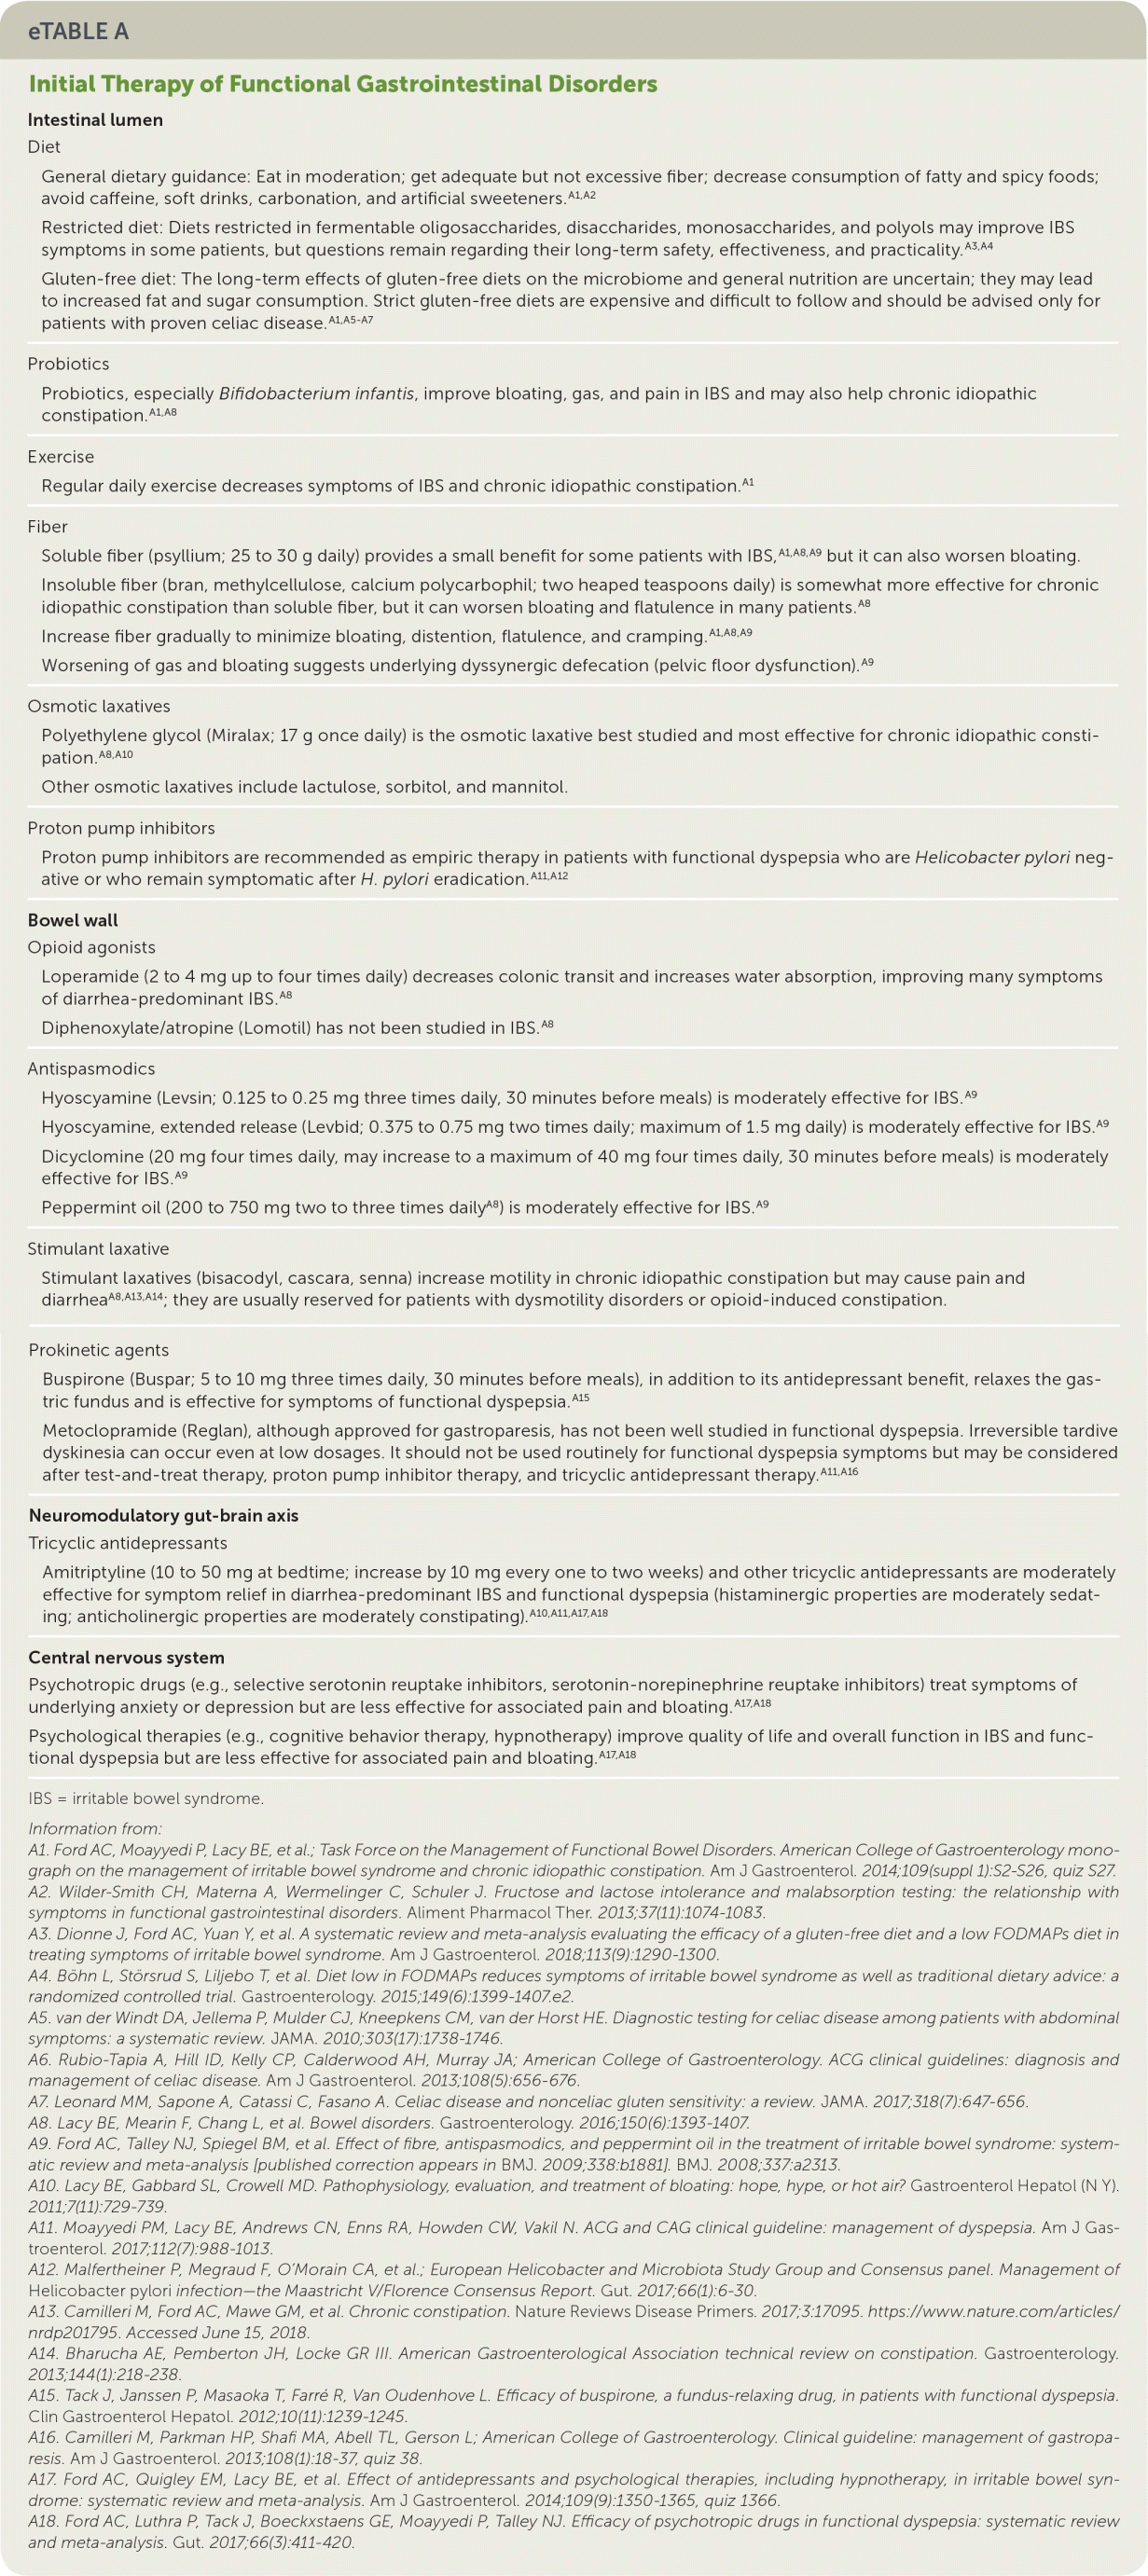 eTABLE A
Initial Therapy of Functional Gastrointestinal Disorders
Intestinal lumen
Diet
General dietary guidance: Eat in moderation; get adequate but not excessive fiber; decrease consumption of fatty and spicy foods;
avoid caffeine, soft drinks, carbonation, and artificial sweeteners.A1,A2
Restricted diet: Diets restricted in fermentable oligosaccharides, disaccharides, monosaccharides, and polyols may improve IBS
symptoms in some patients, but questions remain regarding their long-term safety, effectiveness, and practicality.A3,A4
Gluten-free diet: The long-term effects of gluten-free diets on the microbiome and general nutrition are uncertain; they may lead
to increased fat and sugar consumption. Strict gluten-free diets are expensive and difficult to follow and should be advised only for
patients with proven celiac disease.A1,A5-A7
Probiotics
Probiotics, especially Bifidobacterium infantis, improve bloating, gas, and pain in IBS and may also help chronic idiopathic
constipation.A1,A8
Exercise
Regular daily exercise decreases symptoms of IBS and chronic idiopathic constipation.A1
Fiber
Soluble fiber (psyllium; 25 to 30 g daily) provides a small benefit for some patients with IBS,A1,A8,A9 but it can also worsen bloating.
Insoluble fiber (bran, methylcellulose, calcium polycarbophil; two heaped teaspoons daily) is somewhat more effective for chronic
idiopathic constipation than soluble fiber, but it can worsen bloating and flatulence in many patients.A8
Increase fiber gradually to minimize bloating, distention, flatulence, and cramping.A1,A8,A9
Worsening of gas and bloating suggests underlying dyssynergic defecation (pelvic floor dysfunction).A9
Osmotic laxatives
Polyethylene glycol (Miralax; 17 g once daily) is the osmotic laxative best studied and most effective for chronic idiopathic consti-
pation.A8,A10
Other osmotic laxatives include lactulose, sorbitol, and mannitol.
Proton pump inhibitors
Proton pump inhibitors are recommended as empiric therapy in patients with functional dyspepsia who are Helicobacter pylori neg-
ative or who remain symptomatic after H. pylori eradication.A11,A12
Bowel wall
Opioid agonists
Loperamide (2 to 4 mg up to four times daily) decreases colonic transit and increases water absorption, improving many symptoms
of diarrhea-predominant IBS.A8
Diphenoxylate/atropine (Lomotil) has not been studied in IBS.A8
Antispasmodics
Hyoscyamine (Levsin; 0.125 to 0.25 mg three times daily, 30 minutes before meals) is moderately effective for IBS.A9
Hyoscyamine, extended release (Levbid; 0.375 to 0.75 mg two times daily; maximum of 1.5 mg daily) is moderately effective for IBS.A9
Dicyclomine (20 mg four times daily, may increase to a maximum of 40 mg four times daily, 30 minutes before meals) is moderately
effective for IBS.A9
Peppermint oil (200 to 750 mg two to three times dailyA8) is moderately effective for IBS.A9
Stimulant laxative
Stimulant laxatives (bisacodyl, cascara, senna) increase motility in chronic idiopathic constipation but may cause pain and
diarrheaA8,A13,A14; they are usually reserved for patients with dysmotility disorders or opioid-induced constipation.
Prokinetic agents
Buspirone (Buspar; 5 to 10 mg three times daily, 30 minutes before meals), in addition to its antidepressant benefit, relaxes the gas-
tric fundus and is effective for symptoms of functional dyspepsia.A15
Metoclopramide (Reglan), although approved for gastroparesis, has not been well studied in functional dyspepsia. Irreversible tardive
dyskinesia can occur even at low dosages. It should not be used routinely for functional dyspepsia symptoms but may be considered
after test-and-treat therapy, proton pump inhibitor therapy, and tricyclic antidepressant therapy.A11,A16
Neuromodulatory gut-brain axis
Tricyclic antidepressants
Amitriptyline (10 to 50 mg at bedtime; increase by 10 mg every one to two weeks) and other tricyclic antidepressants are moderately
effective for symptom relief in diarrhea-predominant IBS and functional dyspepsia (histaminergic properties are moderately sedat-
ing; anticholinergic properties are moderately constipating).A10,A11,A17,A18
Central nervous system
Psychotropic drugs (e.g., selective serotonin reuptake inhibitors, serotonin-norepinephrine reuptake inhibitors) treat symptoms of
underlying anxiety or depression but are less effective for associated pain and bloating.A17,A18
Psychological therapies (e.g., cognitive behavior therapy, hypnotherapy) improve quality of life and overall function in IBS and func-
tional dyspepsia but are less effective for associated pain and bloating.A17,A18
IBS = irritable bowel syndrome.
Information from:
A1. Ford AC, Moayyedi P, Lacy BE, et al.; Task Force on the Management of Functional Bowel Disorders. American College of Gastroenterology mono-
graph on the management of irritable bowel syndrome and chronic idiopathic constipation. Am J Gastroenterol. 2014;109(suppl 1):S2-S26, quiz S27.
A2. Wilder-Smith CH, Materna A, Wermelinger C, Schuler J. Fructose and lactose intolerance and malabsorption testing: the relationship with
symptoms in functional gastrointestinal disorders. Aliment Pharmacol Ther. 2013;37(11):1074-1083.
A3. Dionne J, Ford AC, Yuan Y, et al. A systematic review and meta-analysis evaluating the efficacy of a gluten-free diet and a low FODMAPs diet in
treating symptoms of irritable bowel syndrome. Am J Gastroenterol. 2018;113(9):1290-1300.
A4. Böhn L, Störsrud S, Liljebo T, et al. Diet low in FODMAPs reduces symptoms of irritable bowel syndrome as well as traditional dietary advice: a
randomized controlled trial. Gastroenterology. 2015;149(6):1399-1407.e2.
A5. van der Windt DA, Jellema P, Mulder CJ, Kneepkens CM, van der Horst HE. Diagnostic testing for celiac disease among patients with abdominal
symptoms: a systematic review. JAMA. 2010;303(17):1738-1746.
A6. Rubio-Tapia A, Hill ID, Kelly CP, Calderwood AH, Murray JA; American College of Gastroenterology. ACG clinical guidelines: diagnosis and
management of celiac disease. Am J Gastroenterol. 2013;108(5):656-676.
A7. Leonard MM, Sapone A, Catassi C, Fasano A. Celiac disease and nonceliac gluten sensitivity: a review. JAMA. 2017;318(7):647-656.
A8. Lacy BE, Mearin F, Chang L, et al. Bowel disorders. Gastroenterology. 2016;150(6):1393-1407.
A9. Ford AC, Talley NJ, Spiegel BM, et al. Effect of fibre, antispasmodics, and peppermint oil in the treatment of irritable bowel syndrome: system-
atic review and meta-analysis [published correction appears in BMJ. 2009;338:b1881]. BMJ. 2008;337:a2313.
A10. Lacy BE, Gabbard SL, Crowell MD. Pathophysiology, evaluation, and treatment of bloating: hope, hype, or hot air? Gastroenterol Hepatol (N Y).
2011;7(11):729-739.
A11. Moayyedi PM, Lacy BE, Andrews CN, Enns RA, Howden CW, Vakil N. ACG and CAG clinical guideline: management of dyspepsia. Am J Gas-
troenterol. 2017;112(7):988-1013.
A12. Malfertheiner P, Megraud F, O'Morain CA, et al.; European Helicobacter and Microbiota Study Group and Consensus panel. Management of
Helicobacter pylori infection—the Maastricht V/Florence Consensus Report. Gut. 2017;66(1):6-30.
A13. Camilleri M, Ford AC, Mawe GM, et al. Chronic constipation. Nature Reviews Disease Primers. 2017;3:17095. https://www.nature.com/articles/
nrdp201795. Accessed June 15, 2018.
A14. Bharucha AE, Pemberton JH, Locke GR III. American Gastroenterological Association technical review on constipation. Gastroenterology.
2013;144(1):218-238.
A15. Tack J, Janssen P, Masaoka T, Farré R, Van Oudenhove L. Efficacy of buspirone, a fundus-relaxing drug, in patients with functional dyspepsia.
Clin Gastroenterol Hepatol. 2012;10(11):1239-1245.
A16. Camilleri M, Parkman HP, Shafi MA, Abell TL, Gerson L; American College of Gastroenterology. Clinical guideline: management of gastropa-
resis. Am J Gastroenterol. 2013;108(1):18-37, quiz 38.
A17. Ford AC, Quigley EM, Lacy BE, et al. Effect of antidepressants and psychological therapies, including hypnotherapy, in irritable bowel syn-
drome: systematic review and meta-analysis. Am J Gastroenterol. 2014;109(9):1350-1365, quiz 1366.
A18. Ford AC, Luthra P, Tack J, Boeckxstaens GE, Moayyedi P, Talley NJ. Efficacy of psychotropic drugs in functional dyspepsia: systematic review
and meta-analysis. Gut. 2017;66(3):411-420.